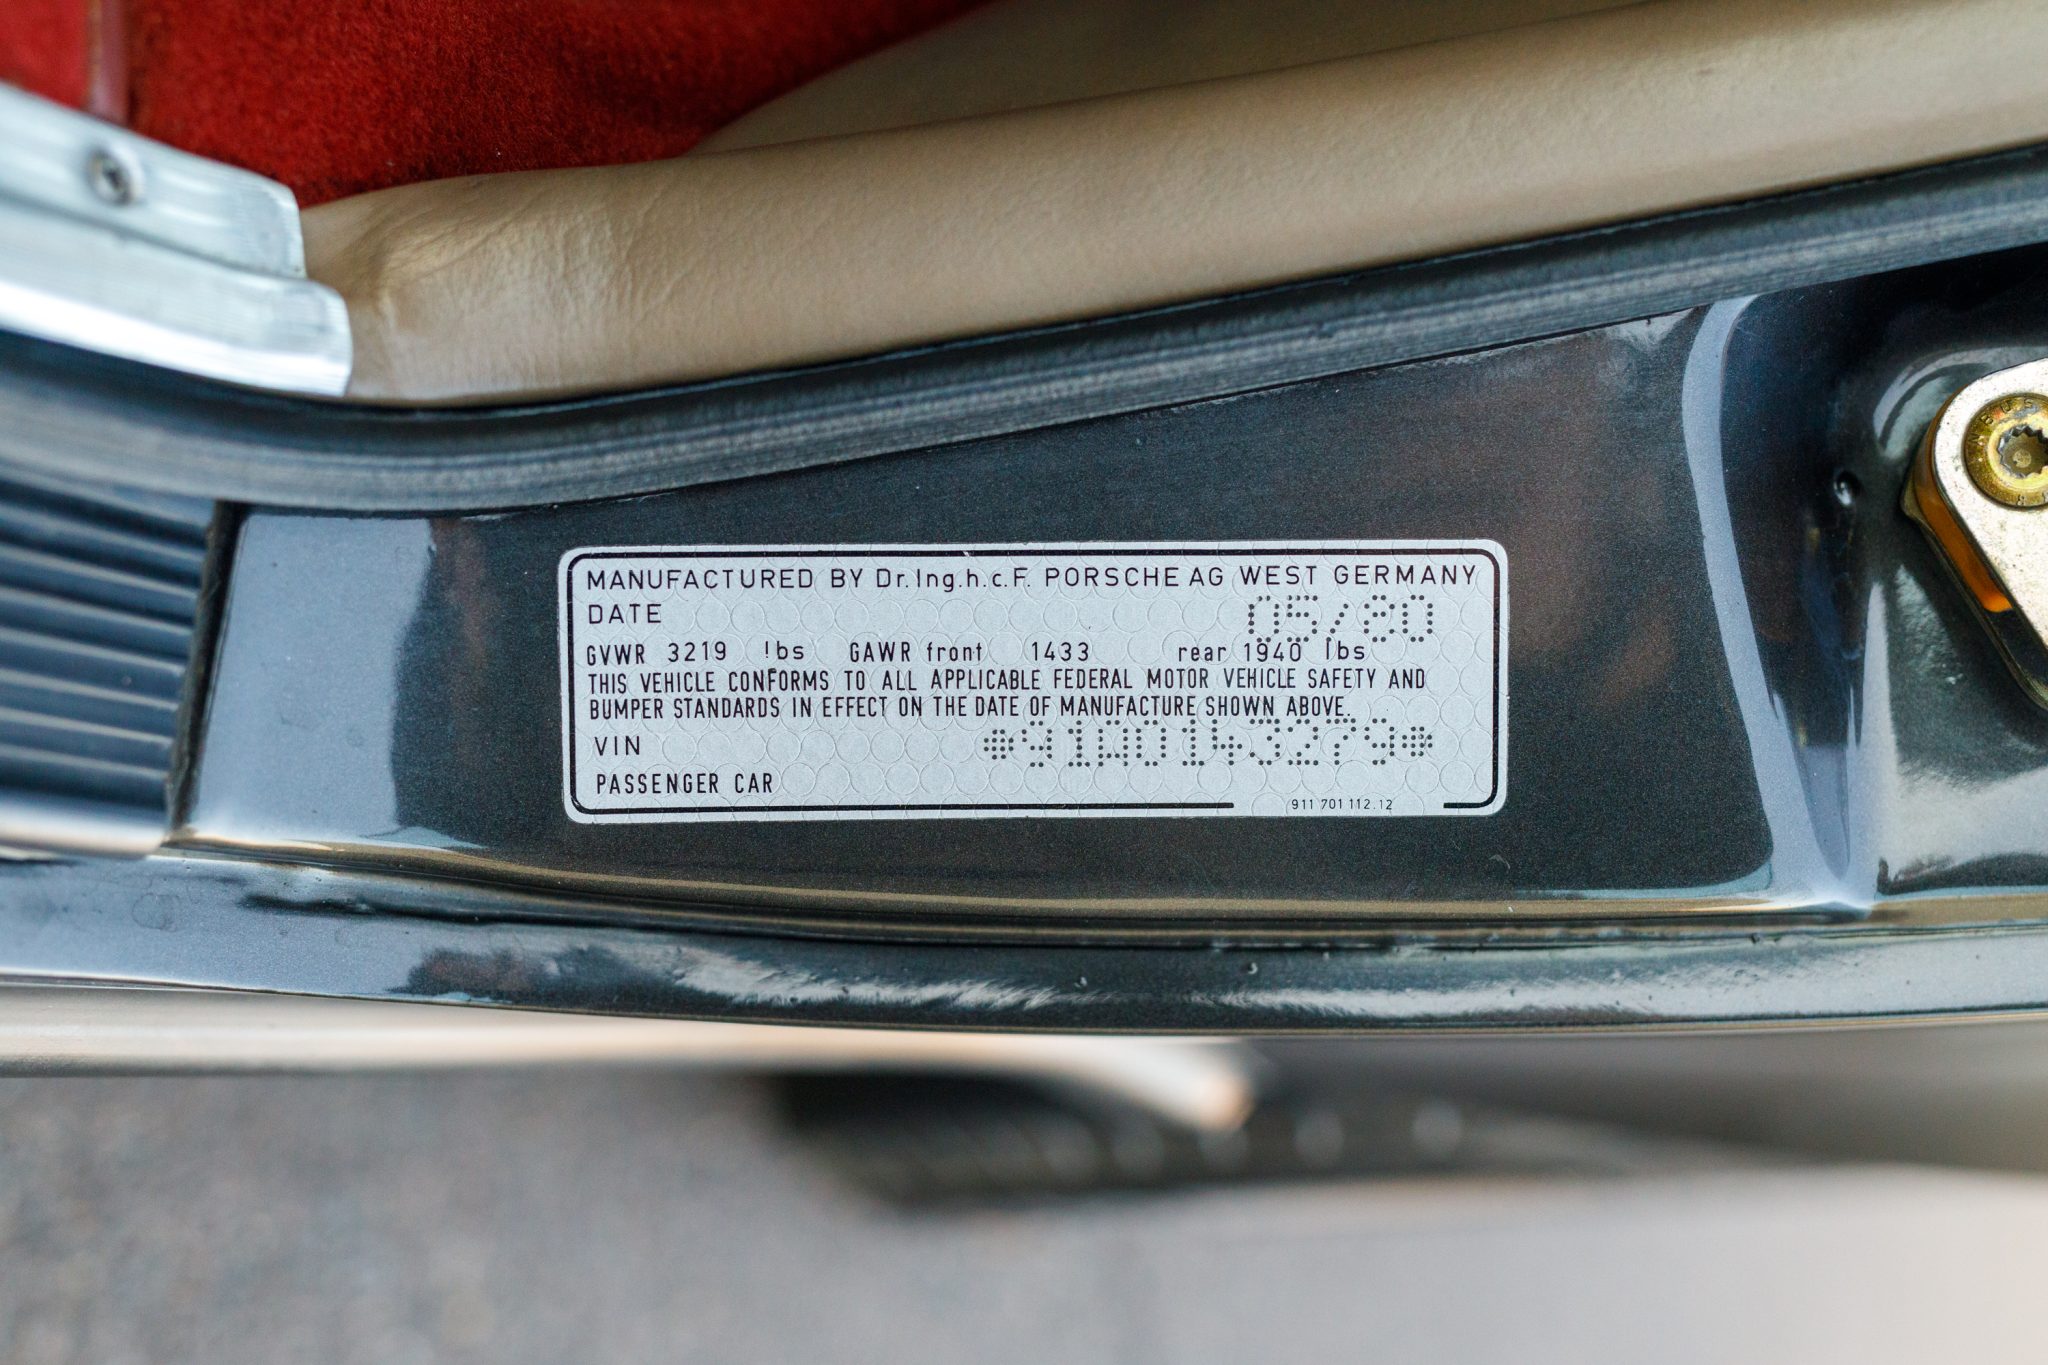 MANUFACTURED BY Dr.Ing.h.c.F. PORSCHE AG WEST GERMANY
DATE 05/80
GVWR 3219 lbs GAWR front 1433 rear 1940 lbs
THIS VEHICLE CONFORMS TO ALL APPLICABLE FEDERAL MOTOR VEHICLE SAFETY AND
BUMPER STANDARDS IN EFFECT ON THE DATE OF MANUFACTURE SHOWN ABOVE.
VIN *91A0143279*
PASSENGER CAR
911 701 112.12